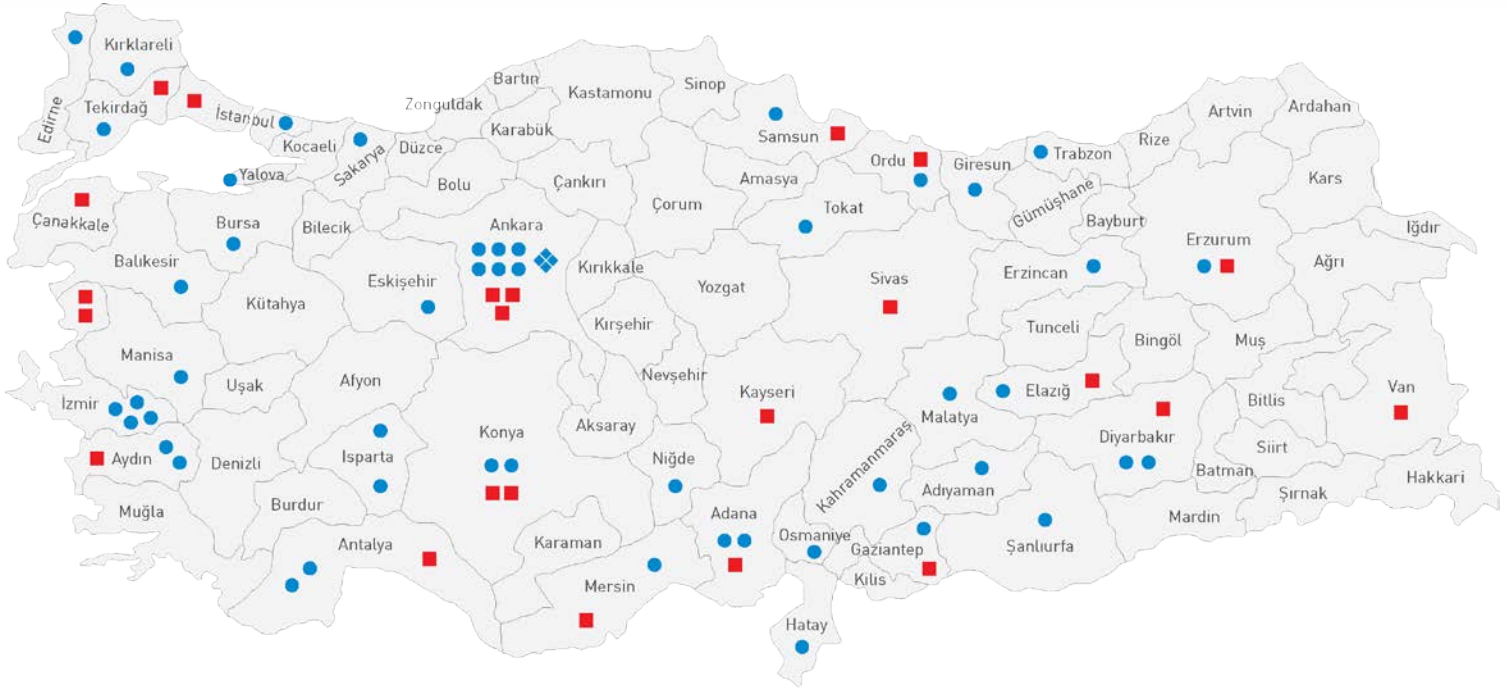 Kırklareli
Edirne
Tekirdağ
İstanbul
Kocaeli
Sakarya
Yalova
Düzce
Zonguldak
Bartın
Karabük
Kastamonu
Sinop
Samsun
Ordu
Giresun
Trabzon
Rize
Artvin
Ardahan
Kars
Iğdır
Çanakkale
Bursa
Bilecik
Bolu
Çankırı
Çorum
Amasya
Tokat
Gümüşhane
Bayburt
Erzurum
Ağrı
Balıkesir
Kütahya
Eskişehir
Ankara
Kırıkkale
Kırşehir
Yozgat
Sivas
Erzincan
Tunceli
Bingöl
Muş
Van
Manisa
Uşak
Afyon
Nevşehir
Kayseri
Malatya
Elazığ
Bitlis
İzmir
Aydın
Denizli
Isparta
Konya
Aksaray
Niğde
Kahramanmaraş
Adıyaman
Diyarbakır
Batman
Siirt
Şırnak
Hakkari
Muğla
Burdur
Antalya
Karaman
Mersin
Adana
Osmaniye
Gaziantep
Kilis
Şanlıurfa
Mardin
Hatay